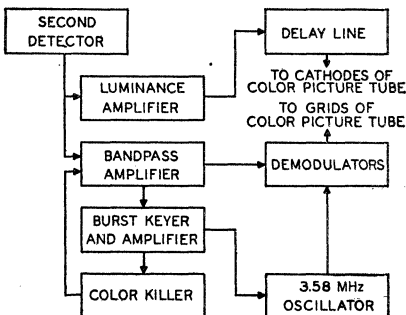 SECOND
DETECTOR
DELAY LINE
LUMINANCE
AMPLIFIER
TO CATHODES OF
COLOR PICTURE TUBE
TO GRIDS OF
COLOR PICTURE TUBE
BANDPASS
AMPLIFIER
DEMODULATORS
BURST KEYER
AND AMPLIFIER
COLOR KILLER
3.58 MHz
OSCILLATOR